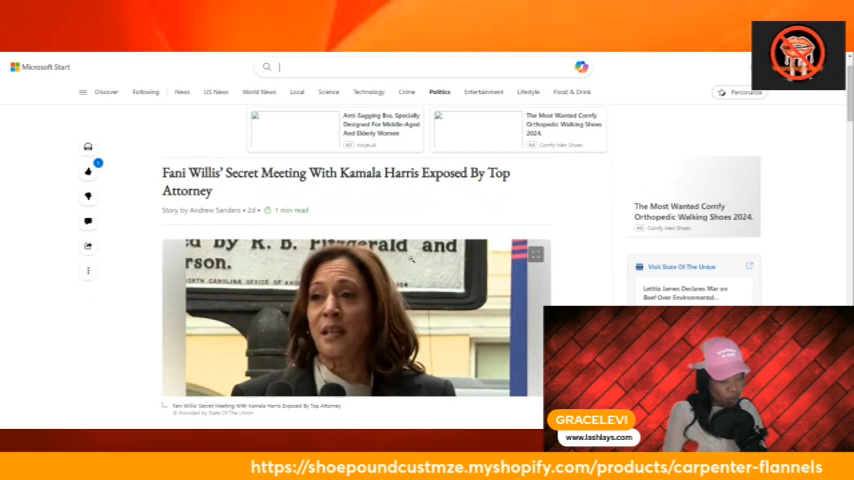 Microsoft Start
Discover
Following
News
US News
World News
Local
Science
Technology
Crime
Politics
Entertainment
Lifestyle
Food & Drink
Personalize
Anti-Sagging Bra, Specially
Designed For Middle-Aged
And Elderly Women
Ad
The Most Wanted Comfy
Orthopedic Walking Shoes
2024.
Ad Comfy Men Shoes
Fani Willis' Secret Meeting With Kamala Harris Exposed By Top
Attorney
Story by Andrew Sanders • 2d • 1 min read
ed by R. B. Fitzgerald and
rson.
NORTH CAROLINA OFFICE OF
The Most Wanted Comfy
Orthopedic Walking Shoes 2024.
Ad Comfy Men Shoes
Visit State Of The Union
Letitia James Declares War on
Beef Over Environmental...
Fani Willis' Secret Meeting With Kamala Harris Exposed By Top Attorney
© Provided by State Of The Union
GRACELEVI
www.lashlays.com
https://shoepoundcustmze.myshopify.com/products/carpenter-flannels